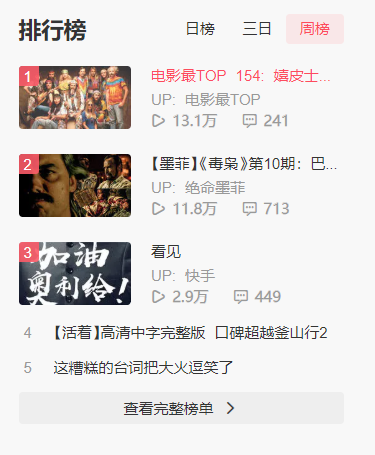 排行榜 日榜 三日 周榜
1
电影最TOP 154：嬉皮士...
UP: 电影最TOP
13.1万 241
2
【墨菲】《毒枭》第10期：巴...
UP: 绝命墨菲
11.8万 713
3
加油
奥利给！
看见
UP: 快手
2.9万 449
4 【活着】高清中字完整版 口碑超越釜山行2
5 这糟糕的台词把大火逗笑了
查看完整榜单 >